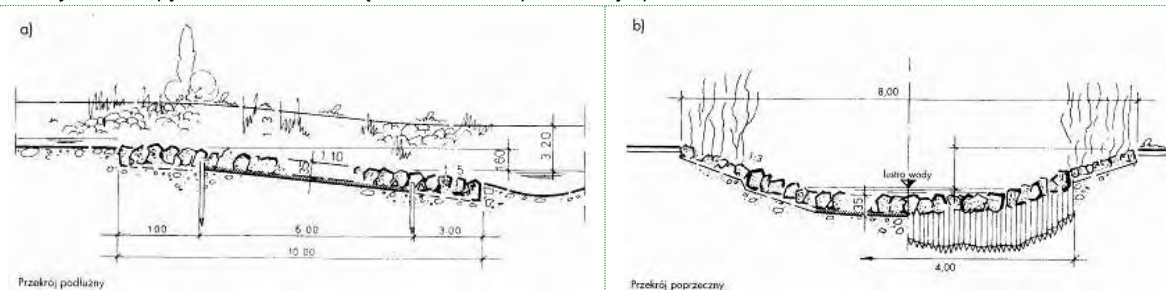 a)
1:3
1:10
1:5
1.60
3.20
1.00
6.00
3.00
10.00
Przekrój podłużny
b)
8,00
1:3
lustro wody
35
4,00
Przekrój poprzeczny